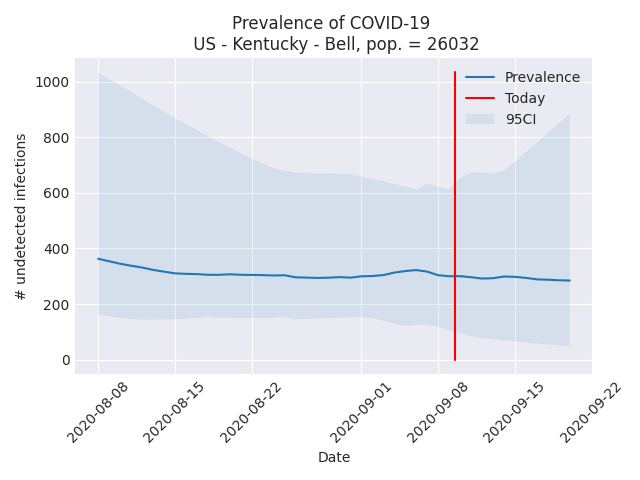 Prevalence of COVID-19
US - Kentucky - Bell, pop. = 26032
Prevalence
Today
95CI
# undetected infections
1000
800
600
400
200
0
2020-08-08
2020-08-15
2020-08-22
2020-09-01
2020-09-08
2020-09-15
2020-09-22
Date